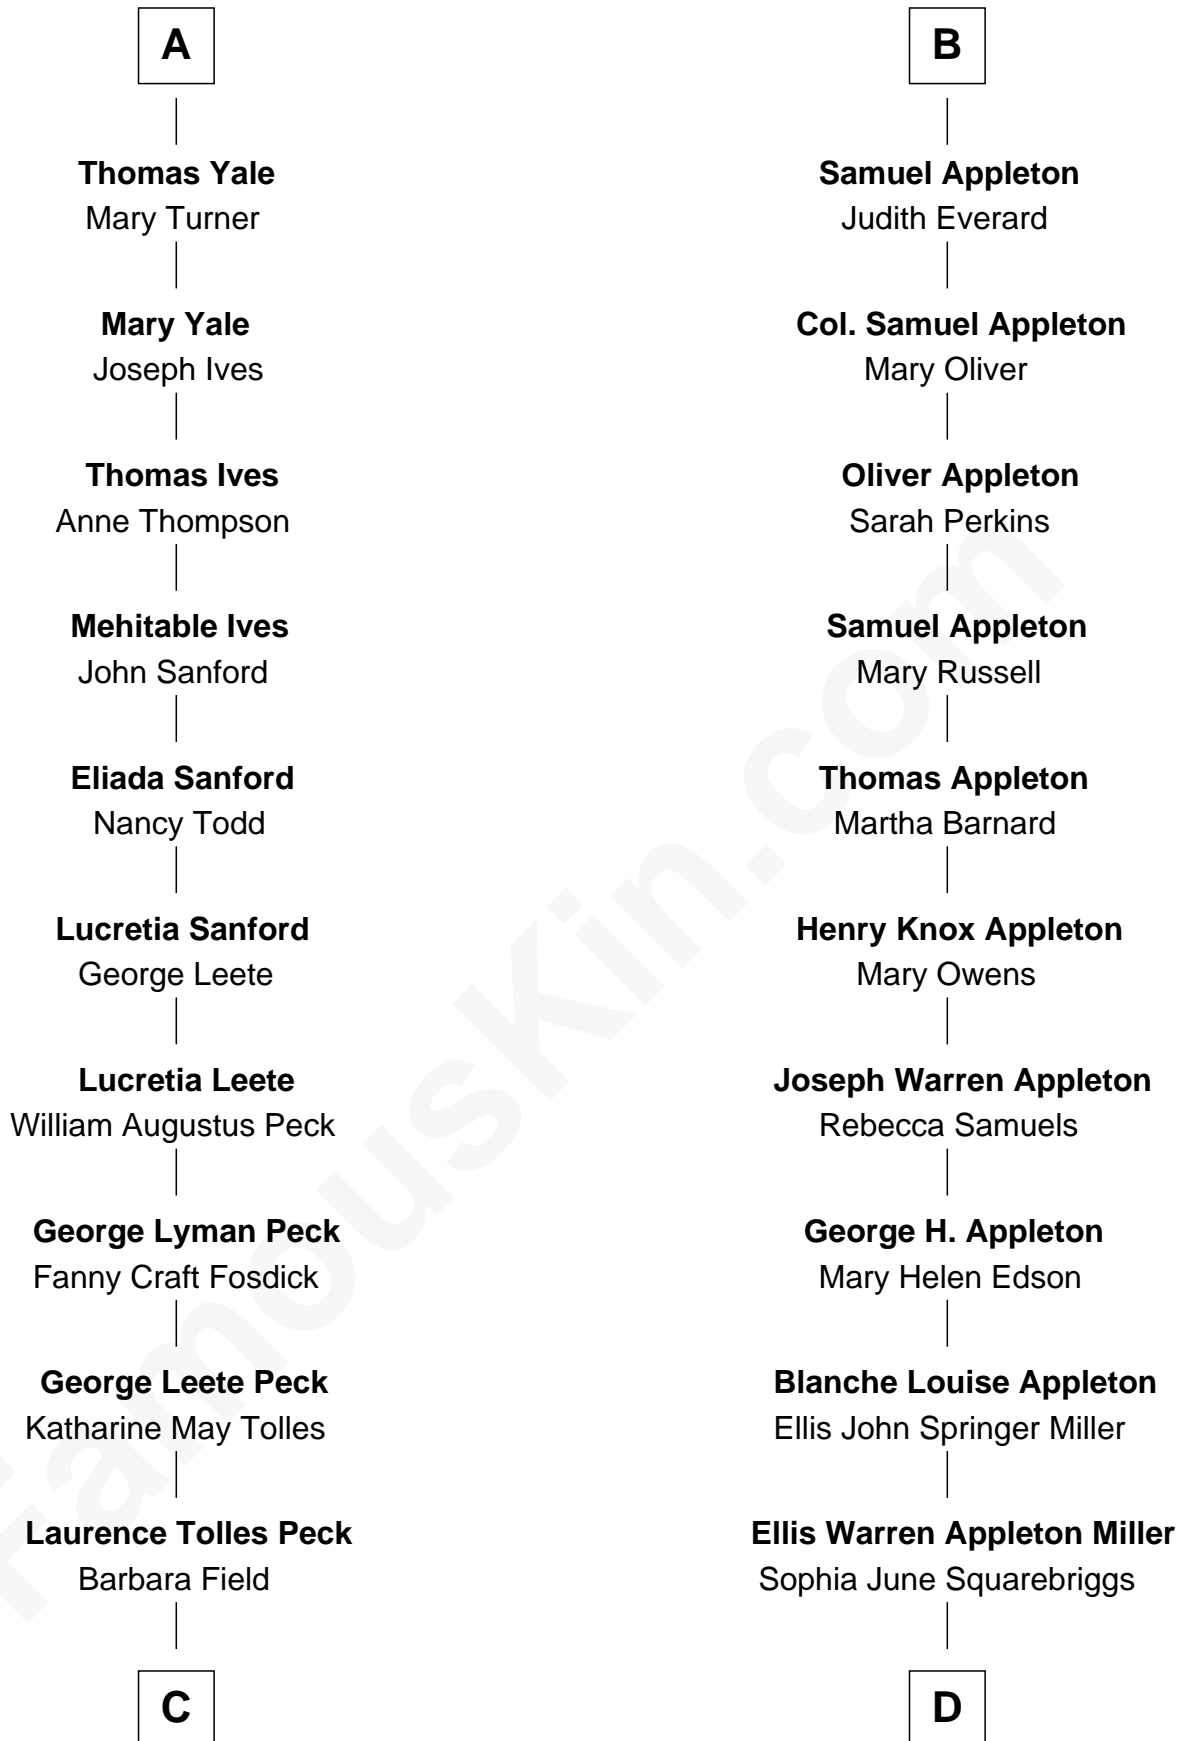 A
Thomas Yale
Mary Turner
Mary Yale
Joseph Ives
Thomas Ives
Anne Thompson
Mehitable Ives
John Sanford
Eliada Sanford
Nancy Todd
Lucretia Sanford
George Leete
Lucretia Leete
William Augustus Peck
George Lyman Peck
Fanny Craft Fosdick
George Leete Peck
Katharine May Tolles
Laurence Tolles Peck
Barbara Field
C
B
Samuel Appleton
Judith Everard
Col. Samuel Appleton
Mary Oliver
Oliver Appleton
Sarah Perkins
Samuel Appleton
Mary Russell
Thomas Appleton
Martha Barnard
Henry Knox Appleton
Mary Owens
Joseph Warren Appleton
Rebecca Samuels
George H. Appleton
Mary Helen Edson
Blanche Louise Appleton
Ellis John Springer Miller
Ellis Warren Appleton Miller
Sophia June Squarebriggs
D
FamousKin.com